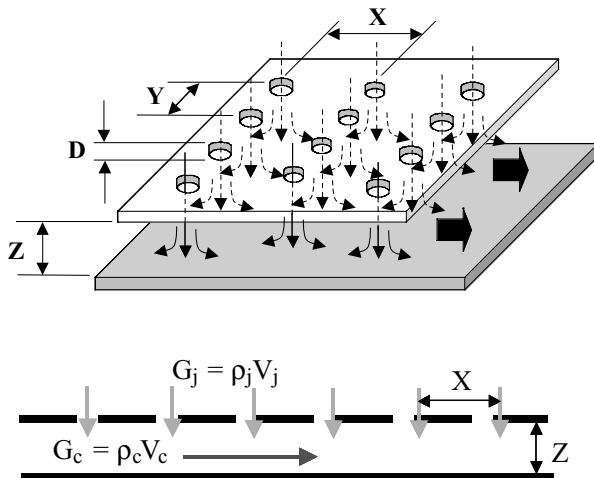 X
Y
D
Z
Gj = ρjVj
X
Gc = ρcVc
Z